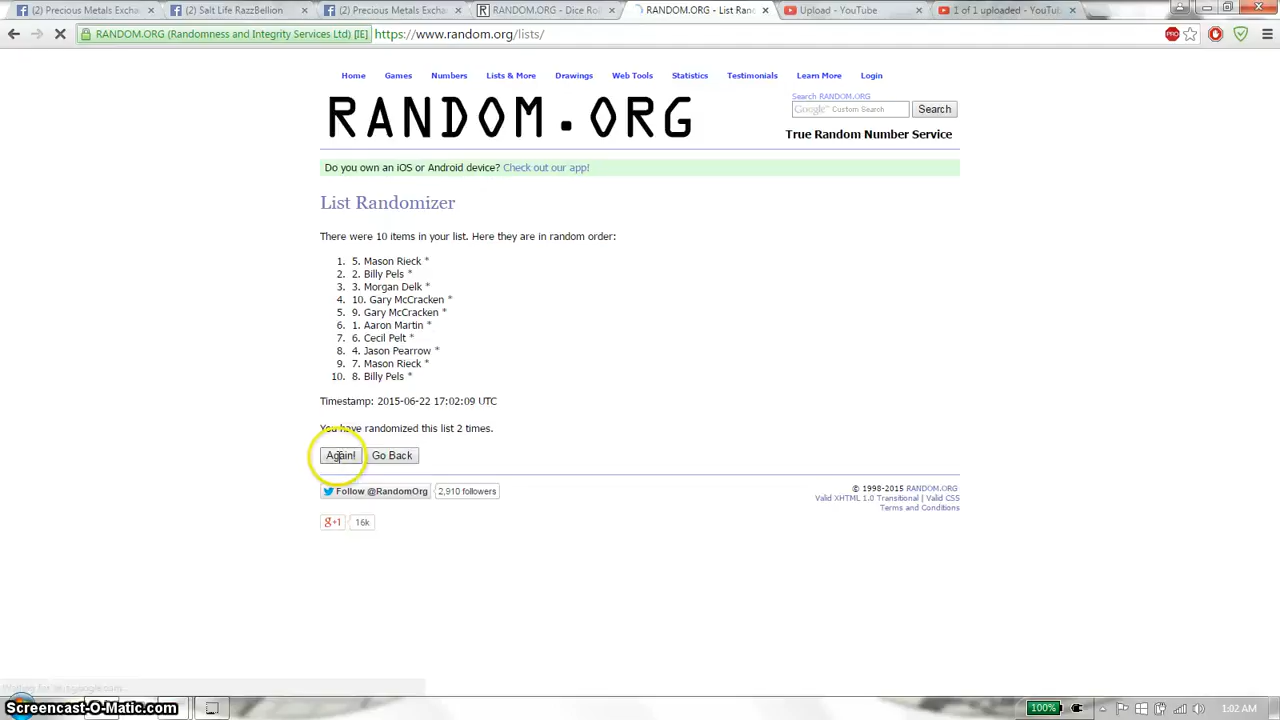 (2) Precious Metals Exch
(2) Salt Life RazzBellion
(2) Precious Metals Exch
RANDOM.ORG - Dice Ro
RANDOM.ORG - List Ran
Upload - YouTube
1 of 1 uploaded - YouTu
RANDOM.ORG (Randomness and Integrity Services Ltd) [IE]
https://www.random.org/lists/
PRO
Home Games Numbers Lists & More Drawings Web Tools Statistics Testimonials Learn More Login
RANDOM.ORG
Search RANDOM.ORG
Google™ Custom Search
Search
True Random Number Service
Do you own an iOS or Android device? Check out our app!
List Randomizer
There were 10 items in your list. Here they are in random order:
1. 5. Mason Rieck *
2. 2. Billy Pels *
3. 3. Morgan Delk *
4. 10. Gary McCracken *
5. 9. Gary McCracken *
6. 1. Aaron Martin *
7. 6. Cecil Pelt *
8. 4. Jason Pearrow *
9. 7. Mason Rieck *
10. 8. Billy Pels *
Timestamp: 2015-06-22 17:02:09 UTC
You have randomized this list 2 times.
Again! Go Back
Follow @RandomOrg 2,910 followers
g+1 16k
© 1998-2015 RANDOM.ORG
Valid XHTML 1.0 Transitional | Valid CSS
Terms and Conditions
Screencast-O-Matic.com
100%
1:02 AM